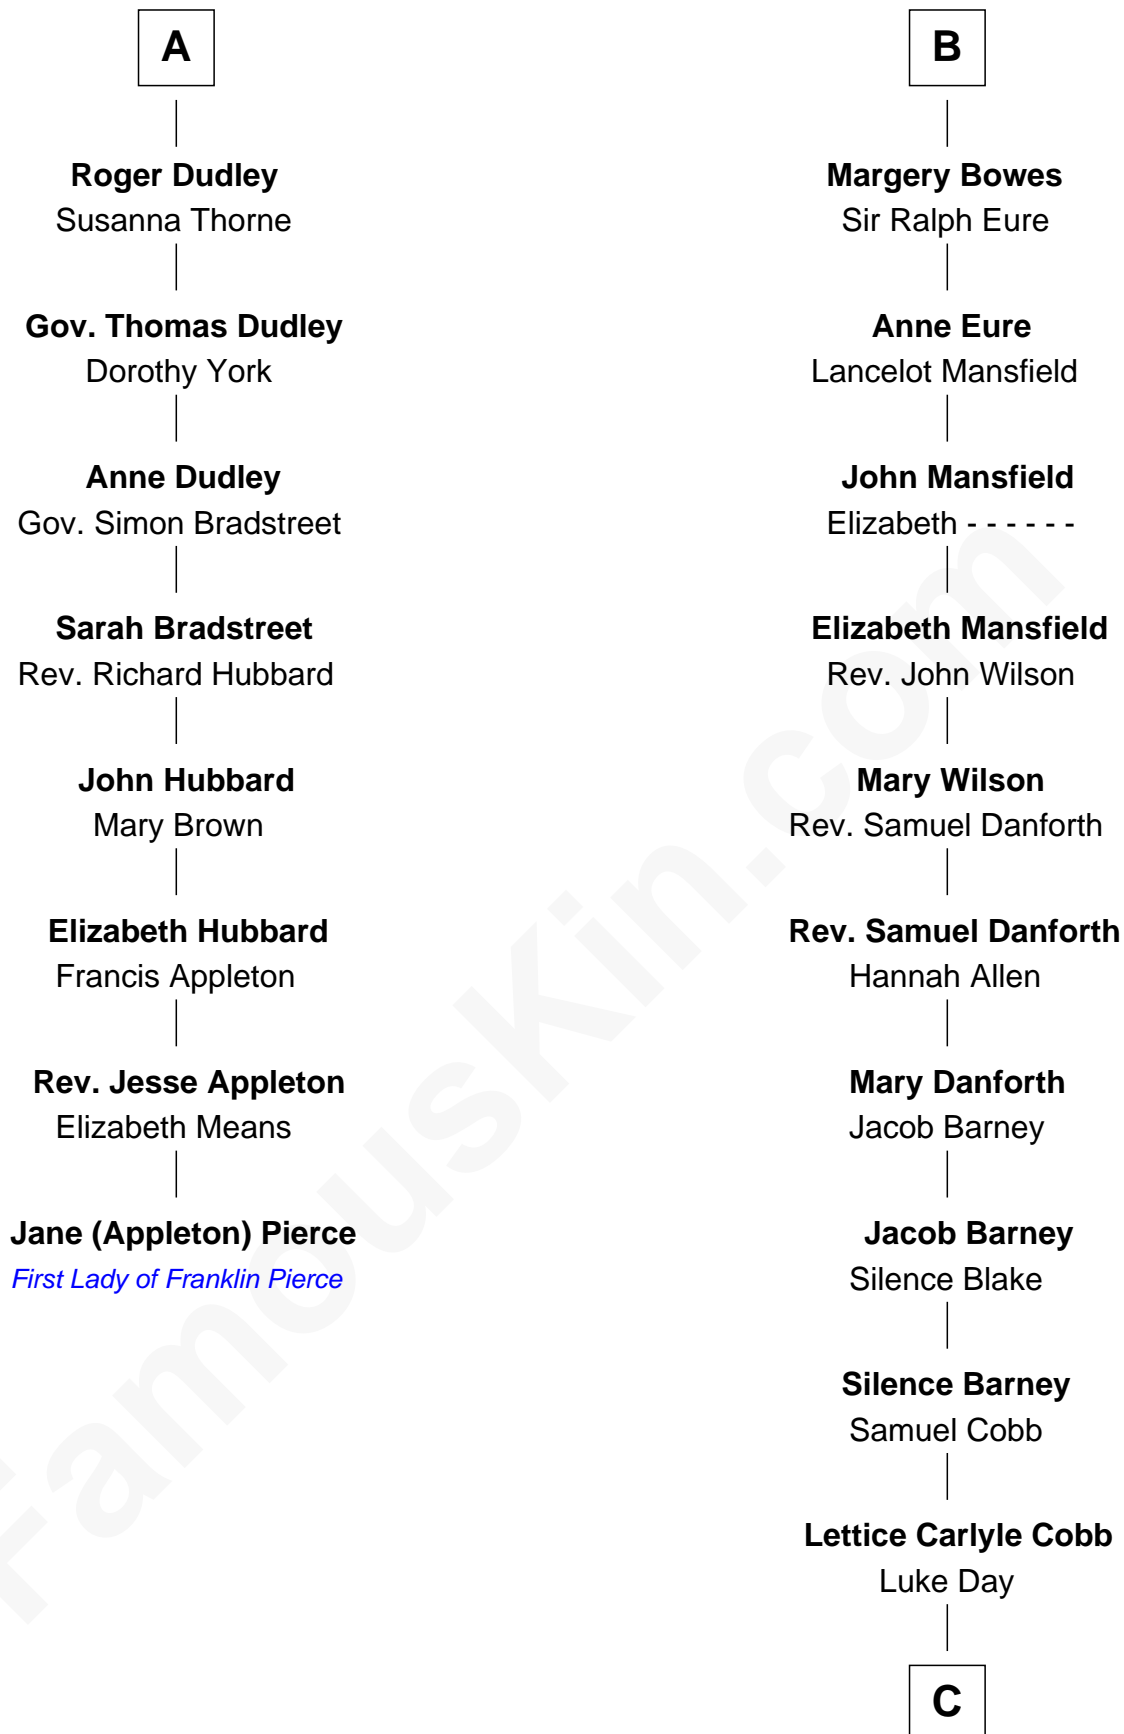 A
Roger Dudley
Susanna Thorne
Gov. Thomas Dudley
Dorothy York
Anne Dudley
Gov. Simon Bradstreet
Sarah Bradstreet
Rev. Richard Hubbard
John Hubbard
Mary Brown
Elizabeth Hubbard
Francis Appleton
Rev. Jesse Appleton
Elizabeth Means
Jane (Appleton) Pierce
First Lady of Franklin Pierce
B
Margery Bowes
Sir Ralph Eure
Anne Eure
Lancelot Mansfield
John Mansfield
Elizabeth - - - - - -
Elizabeth Mansfield
Rev. John Wilson
Mary Wilson
Rev. Samuel Danforth
Rev. Samuel Danforth
Hannah Allen
Mary Danforth
Jacob Barney
Jacob Barney
Silence Blake
Silence Barney
Samuel Cobb
Lettice Carlyle Cobb
Luke Day
C
FamousKin.com